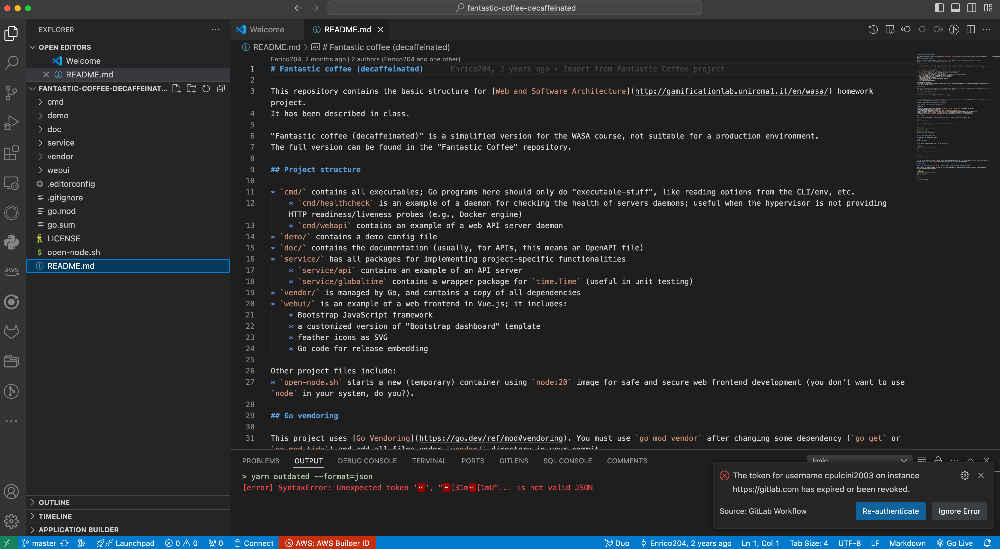 fantastic-coffee-decaffeinated
EXPLORER
OPEN EDITORS
Welcome
README.md
FANTASTIC-COFFEE-DECAFFEINAT...
cmd
demo
doc
service
vendor
webui
.editorconfig
.gitignore
go.mod
go.sum
LICENSE
open-node.sh
README.md
OUTLINE
TIMELINE
APPLICATION BUILDER
aws
Welcome
README.md
README.md > # Fantastic coffee (decaffeinated)
Enrico204, 2 months ago | 2 authors (Enrico204 and one other)
1 # Fantastic coffee (decaffeinated) Enrico204, 2 years ago • Import from Fantastic Coffee project
2
3 This repository contains the basic structure for [Web and Software Architecture](http://gamificationlab.uniroma1.it/en/wasa/) homework
project.
4 It has been described in class.
5
6 "Fantastic coffee (decaffeinated)" is a simplified version for the WASA course, not suitable for a production environment.
7 The full version can be found in the "Fantastic Coffee" repository.
8
9 ## Project structure
10
11 * `cmd/` contains all executables; Go programs here should only do "executable-stuff", like reading options from the CLI/env, etc.
12 * `cmd/healthcheck` is an example of a daemon for checking the health of servers daemons; useful when the hypervisor is not providing
HTTP readiness/liveness probes (e.g., Docker engine)
13 * `cmd/webapi` contains an example of a web API server daemon
14 * `demo/` contains a demo config file
15 * `doc/` contains the documentation (usually, for APIs, this means an OpenAPI file)
16 * `service/` has all packages for implementing project-specific functionalities
17 * `service/api` contains an example of an API server
18 * `service/globaltime` contains a wrapper package for `time.Time` (useful in unit testing)
19 * `vendor/` is managed by Go, and contains a copy of all dependencies
20 * `webui/` is an example of a web frontend in Vue.js; it includes:
21 * Bootstrap JavaScript framework
22 * a customized version of "Bootstrap dashboard" template
23 * feather icons as SVG
24 * Go code for release embedding
25
26 Other project files include:
27 * `open-node.sh` starts a new (temporary) container using `node:20` image for safe and secure web frontend development (you don't want to use
`node` in your system, do you?).
28
29 ## Go vendoring
30
31 This project uses [Go Vendoring](https://go.dev/ref/mod#vendoring). You must use `go mod vendor` after changing some dependency (`go get` or
`go mod tidy`) and add all files under `vendor/` directory in your commit.
PROBLEMS OUTPUT DEBUG CONSOLE TERMINAL PORTS GITLENS SQL CONSOLE COMMENTS
Ionic
> yarn outdated --format=json
[error] SyntaxError: Unexpected token 'ESC', "ESC[31mESC[1mU"... is not valid JSON
The token for username cpulcini2003 on instance
https://gitlab.com has expired or been revoked.
Source: GitLab Workflow
Re-authenticate
Ignore Error
master Launchpad 0 0 0 Connect AWS: AWS Builder ID Duo Enrico204, 2 years ago Ln 1, Col 1 Tab Size: 4 UTF-8 LF Markdown Go Live